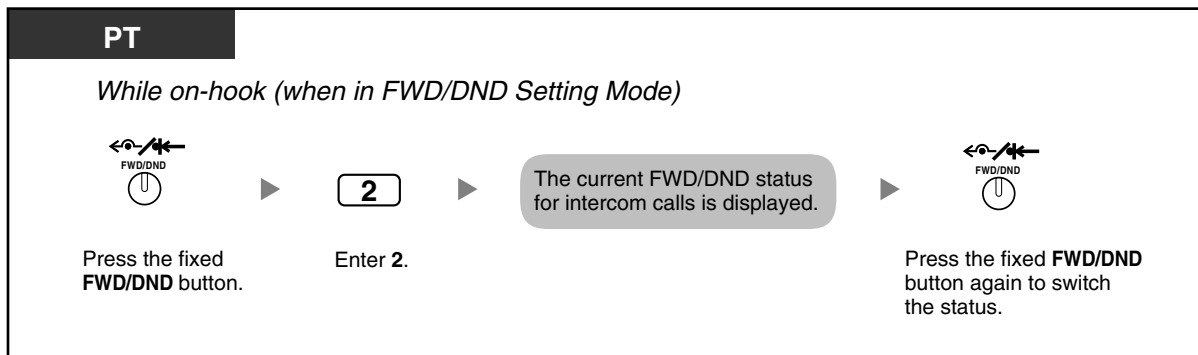 PT
While on-hook (when in FWD/DND Setting Mode)
FWD/DND
2
The current FWD/DND status
for intercom calls is displayed.
FWD/DND
Press the fixed
FWD/DND button.
Enter 2.
Press the fixed FWD/DND
button again to switch
the status.